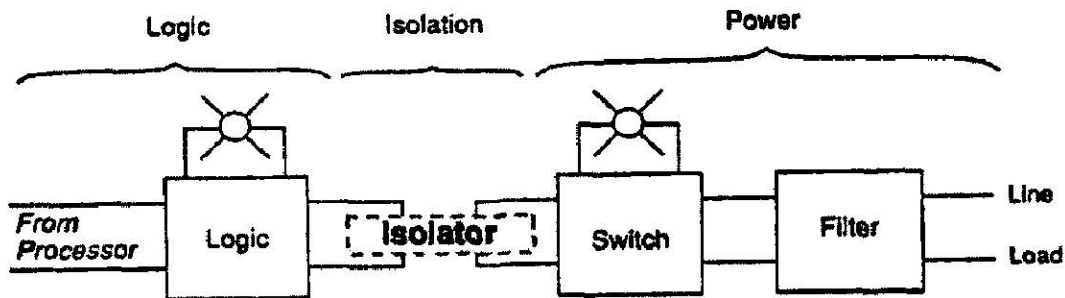 Logic Isolation Power
From
Processor
Logic
Isolator
Switch
Filter
Line
Load